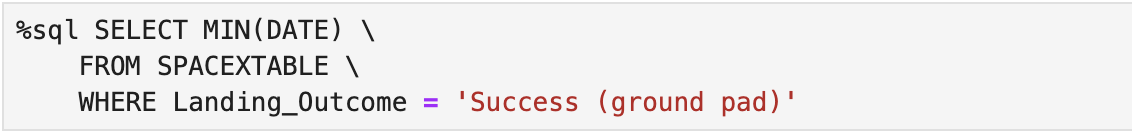 %sql SELECT MIN(DATE) \
FROM SPACEXTABLE \
WHERE Landing_Outcome = 'Success (ground pad)'